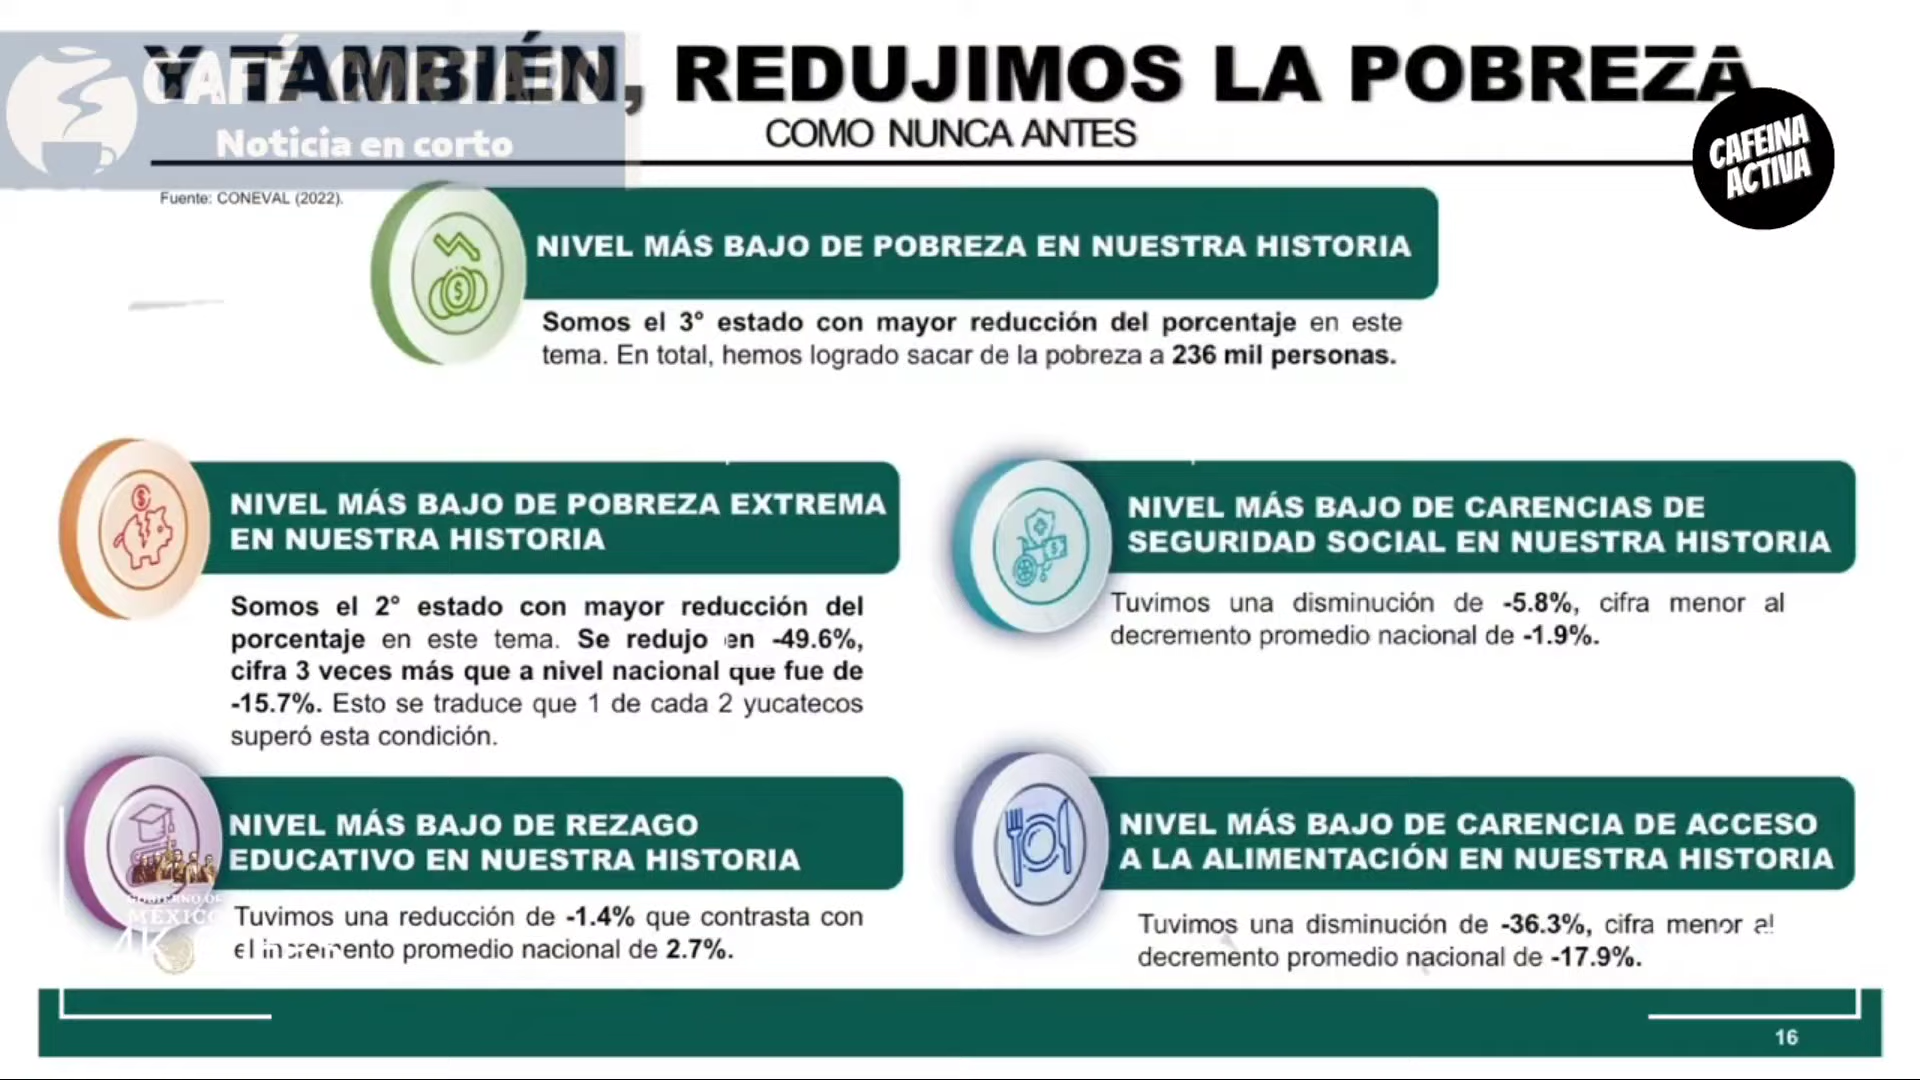 Y TAMBIÉN, REDUJIMOS LA POBREZA
CAFÉ CORTADO
Noticia en corto
COMO NUNCA ANTES
CAFEINA
ACTIVA
Fuente: CONEVAL (2022).
NIVEL MÁS BAJO DE POBREZA EN NUESTRA HISTORIA
Somos el 3° estado con mayor reducción del porcentaje en este
tema. En total, hemos logrado sacar de la pobreza a 236 mil personas.
NIVEL MÁS BAJO DE POBREZA EXTREMA
EN NUESTRA HISTORIA
Somos el 2° estado con mayor reducción del
porcentaje en este tema. Se redujo en -49.6%,
cifra 3 veces más que a nivel nacional que fue de
-15.7%. Esto se traduce que 1 de cada 2 yucatecos
superó esta condición.
NIVEL MÁS BAJO DE CARENCIAS DE
SEGURIDAD SOCIAL EN NUESTRA HISTORIA
Tuvimos una disminución de -5.8%, cifra menor al
decremento promedio nacional de -1.9%.
NIVEL MÁS BAJO DE REZAGO
EDUCATIVO EN NUESTRA HISTORIA
Tuvimos una reducción de -1.4% que contrasta con
el incremento promedio nacional de 2.7%.
GOBIERNO DE
MÉXICO
4K
NIVEL MÁS BAJO DE CARENCIA DE ACCESO
A LA ALIMENTACIÓN EN NUESTRA HISTORIA
Tuvimos una disminución de -36.3%, cifra menor al
decremento promedio nacional de -17.9%.
16